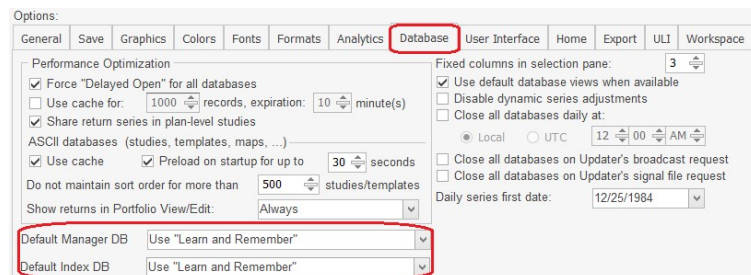 Options:
General Save Graphics Colors Fonts Formats Analytics Database User Interface Home Export ULI Workspace
Performance Optimization
Force "Delayed Open" for all databases
Use cache for: 1000 records, expiration: 10 minute(s)
Share return series in plan-level studies
ASCII databases (studies, templates, maps, ...)
Use cache Preload on startup for up to 30 seconds
Do not maintain sort order for more than 500 studies/templates
Show returns in Portfolio View/Edit: Always
Default Manager DB Use "Learn and Remember"
Default Index DB Use "Learn and Remember"
Fixed columns in selection pane: 3
Use default database views when available
Disable dynamic series adjustments
Close all databases daily at:
Local UTC 12 00 AM
Close all databases on Updater's broadcast request
Close all databases on Updater's signal file request
Daily series first date: 12/25/1984